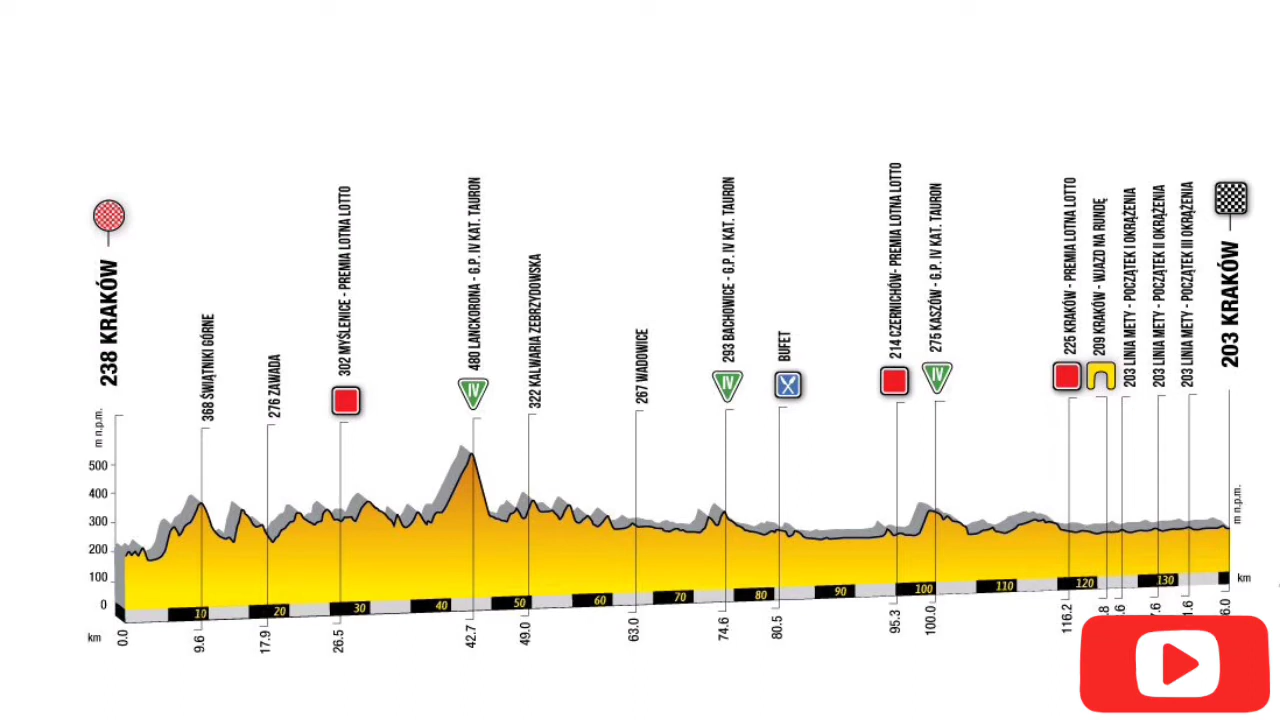 238 KRAKÓW
368 ŚWIĄTNIKI GÓRNE
276 ZAWADA
302 MYŚLENICE - PREMIA LOTNA LOTTO
480 LANCKORONA - G.P. IV KAT. TAURON
322 KALWARIA ZEBRZYDOWSKA
267 WADOWICE
293 BACHOWICE - G.P. IV KAT. TAURON
BUFET
214 CZERNICHÓW- PREMIA LOTNA LOTTO
275 KASZÓW - G.P. IV KAT. TAURON
225 KRAKÓW - PREMIA LOTNA LOTTO
209 KRAKÓW - WJAZD NA RUNDĘ
203 LINIA METY - POCZĄTEK I OKRĄŻENIA
203 LINIA METY - POCZĄTEK II OKRĄŻENIA
203 LINIA METY - POCZĄTEK III OKRĄŻENIA
203 KRAKÓW
IV
IV
IV
m n.p.m.
500
400
300
200
100
0
m n.p.m.
10 20 30 40 50 60 70 80 90 100 110 120 130
km
km
0.0 9.6 17.9 26.5 42.7 49.0 63.0 74.6 80.5 95.3 100.0 116.2